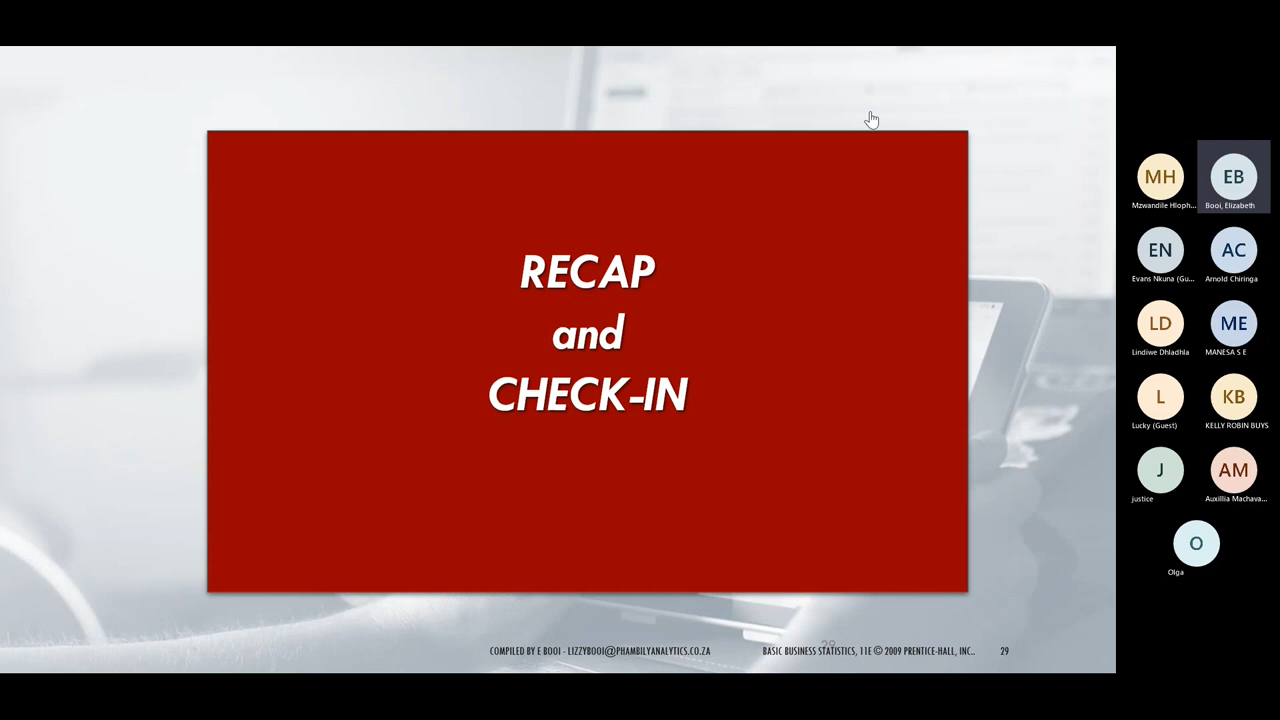 RECAP
and
CHECK-IN
29
COMPILED BY E BOOI - LIZZYBOOI@PHAMBILYANALYTICS.CO.ZA
BASIC BUSINESS STATISTICS, 11E © 2009 PRENTICE-HALL, INC..
29
MH
Mzwandile Hloph...
EB
Booi, Elizabeth
EN
Evans Nkuna (Gu...
AC
Arnold Chiringa
LD
Lindiwe Dhladhla
ME
MANESA S E
L
Lucky (Guest)
KB
KELLY ROBIN BUYS
J
justice
AM
Auxillia Machava...
O
Olga